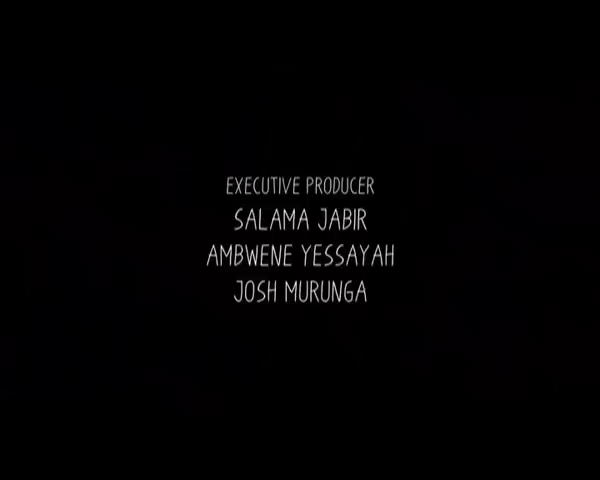 EXECUTIVE PRODUCER
SALAMA JABIR
AMBWENE YESSAYAH
JOSH MURUNGA